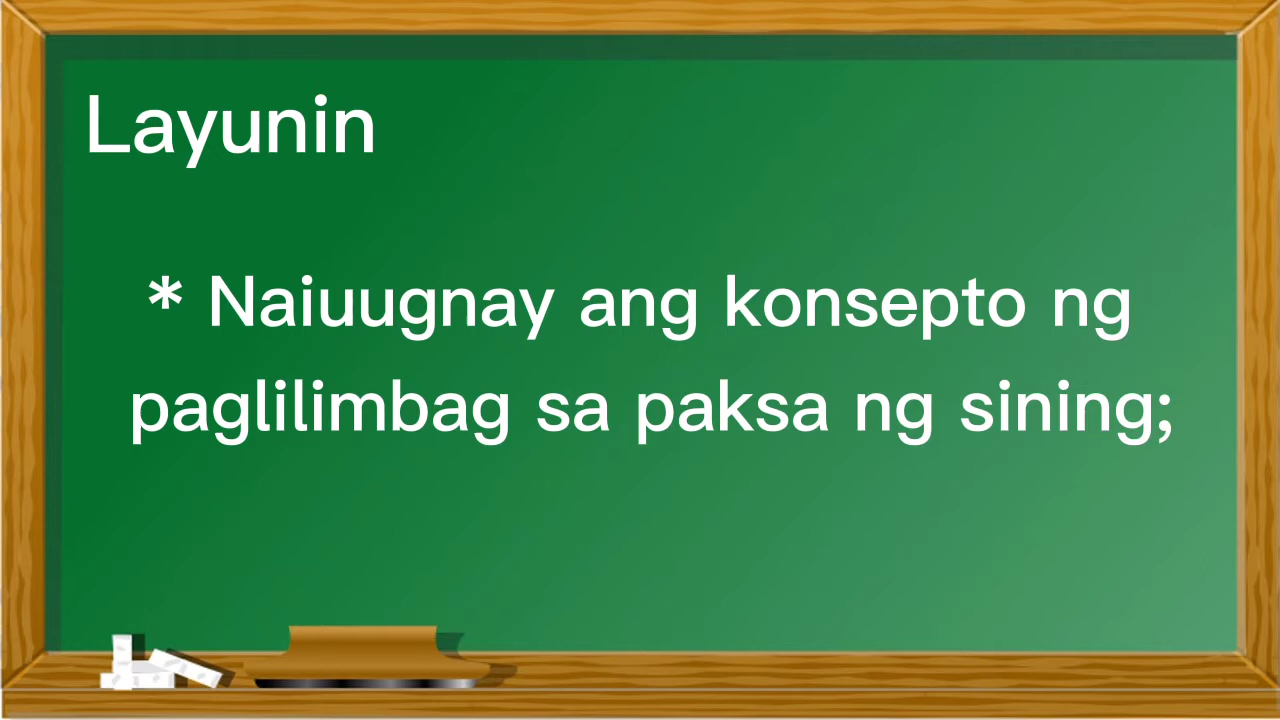 Layunin
* Naiuugnay ang konsepto ng
paglilimbag sa paksa ng sining;